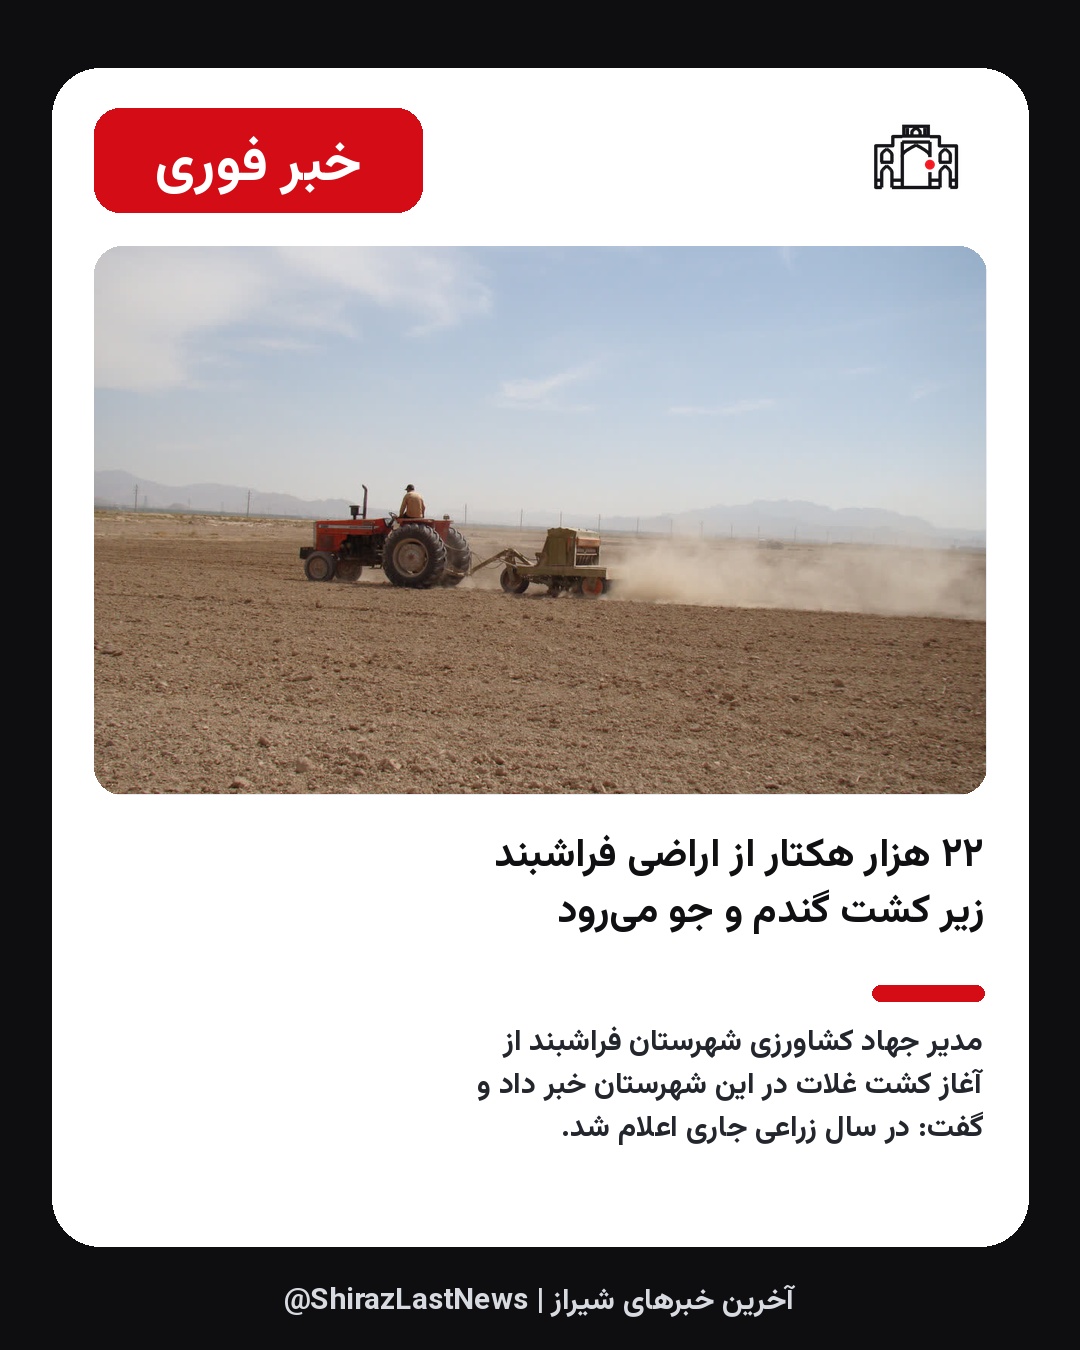 خبر فوری
۲۲ هزار هکتار از اراضی فراشبند
زیر کشت گندم و جو می‌رود
مدیر جهاد کشاورزی شهرستان فراشبند از
آغاز کشت غلات در این شهرستان خبر داد و
گفت: در سال زراعی جاری اعلام شد.
آخرین خبرهای شیراز | @ShirazLastNews